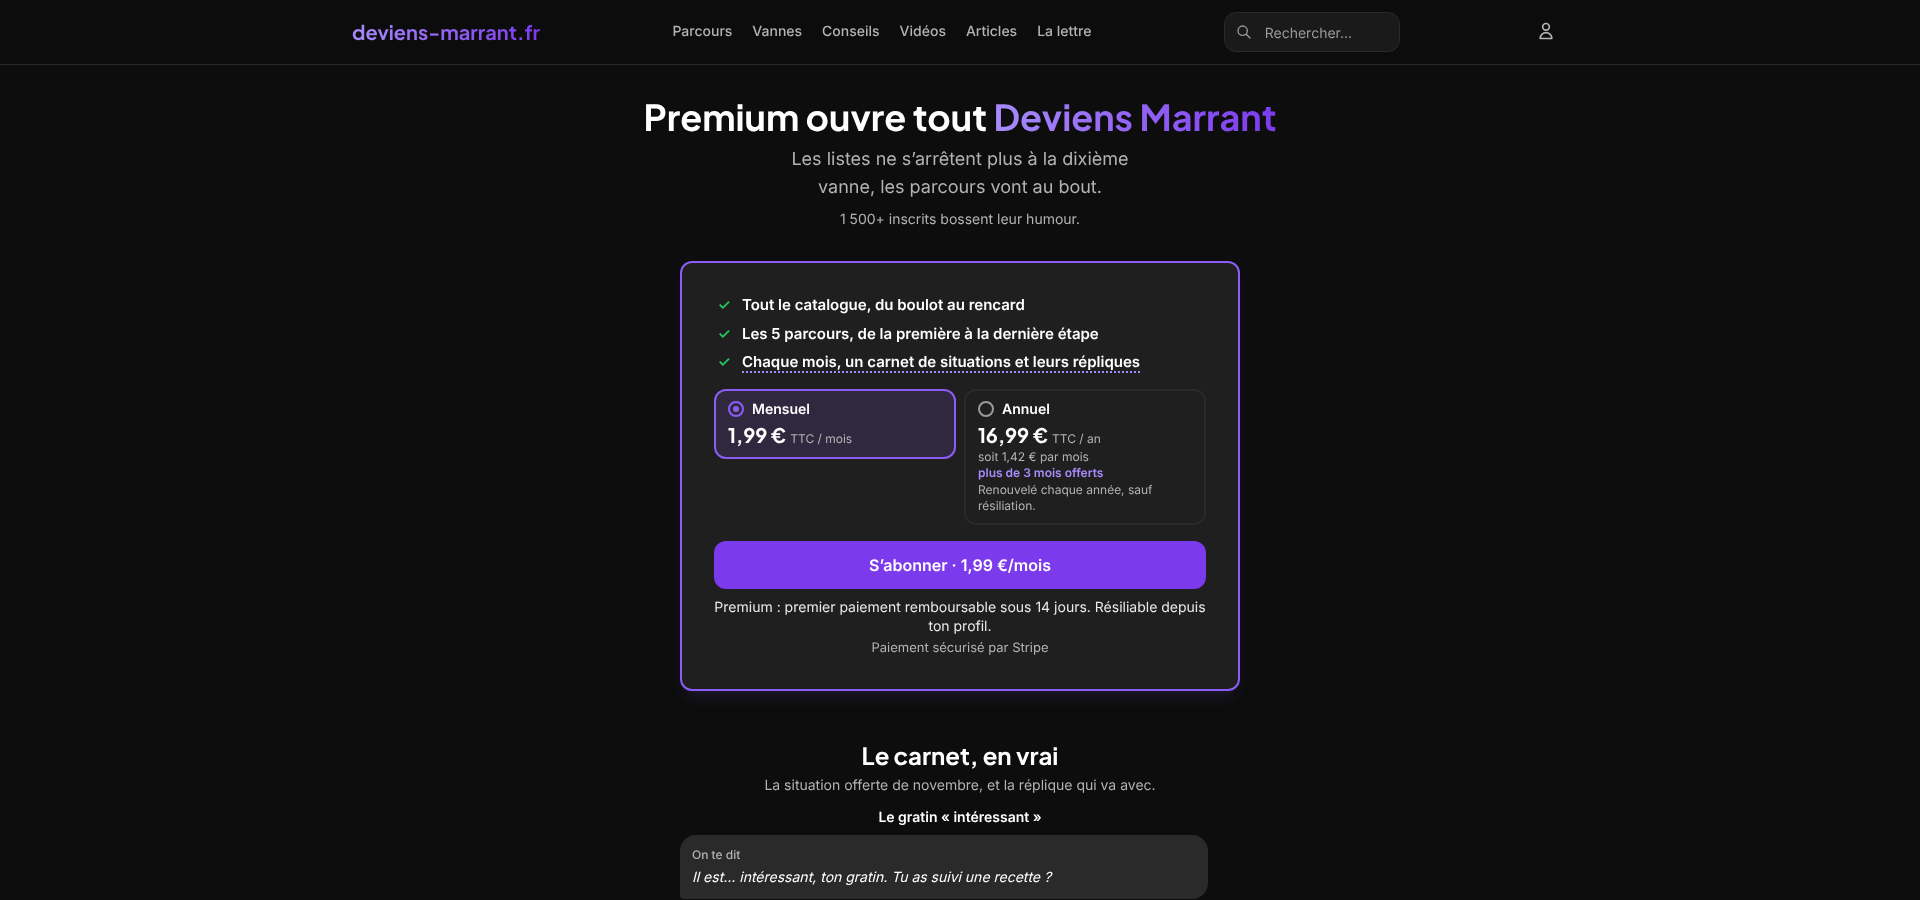 deviens-marrant.fr
Parcours
Vannes
Conseils
Vidéos
Articles
La lettre
Rechercher...
Premium ouvre tout Deviens Marrant
Les listes ne s’arrêtent plus à la dixième
vanne, les parcours vont au bout.
1 500+ inscrits bossent leur humour.
Tout le catalogue, du boulot au rencard
Les 5 parcours, de la première à la dernière étape
Chaque mois, un carnet de situations et leurs répliques
Mensuel
1,99 € TTC / mois
Annuel
16,99 € TTC / an
soit 1,42 € par mois
plus de 3 mois offerts
Renouvelé chaque année, sauf
résiliation.
S’abonner · 1,99 €/mois
Premium : premier paiement remboursable sous 14 jours. Résiliable depuis
ton profil.
Paiement sécurisé par Stripe
Le carnet, en vrai
La situation offerte de novembre, et la réplique qui va avec.
Le gratin « intéressant »
On te dit
Il est… intéressant, ton gratin. Tu as suivi une recette ?